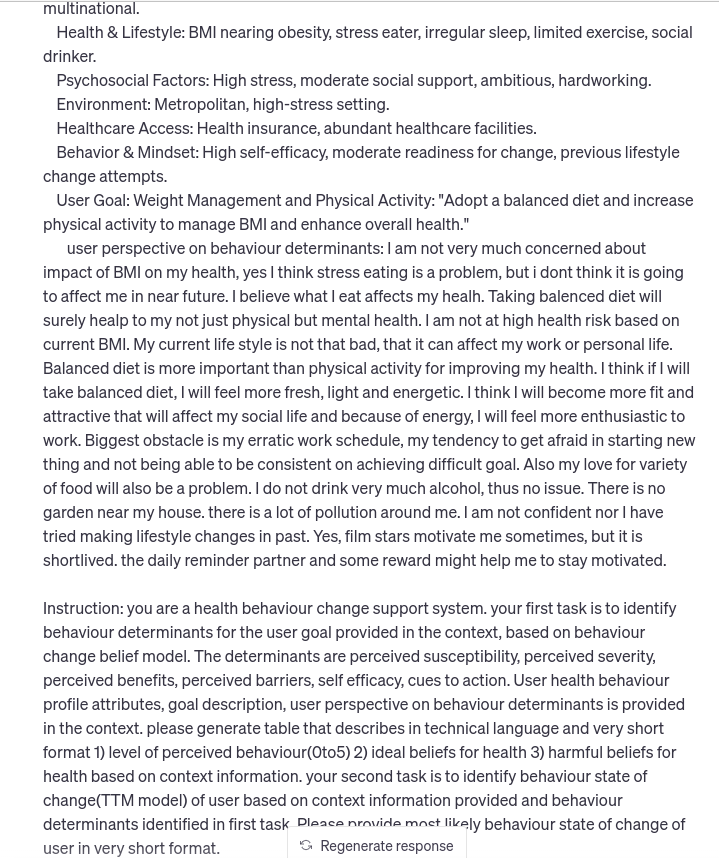 multinational.
Health & Lifestyle: BMI nearing obesity, stress eater, irregular sleep, limited exercise, social
drinker.
Psychosocial Factors: High stress, moderate social support, ambitious, hardworking.
Environment: Metropolitan, high-stress setting.
Healthcare Access: Health insurance, abundant healthcare facilities.
Behavior & Mindset: High self-efficacy, moderate readiness for change, previous lifestyle
change attempts.
User Goal: Weight Management and Physical Activity: "Adopt a balanced diet and increase
physical activity to manage BMI and enhance overall health."
user perspective on behaviour determinants: I am not very much concerned about
impact of BMI on my health, yes I think stress eating is a problem, but i dont think it is going
to affect me in near future. I believe what I eat affects my healh. Taking balenced diet will
surely healp to my not just physical but mental health. I am not at high health risk based on
current BMI. My current life style is not that bad, that it can affect my work or personal life.
Balanced diet is more important than physical activity for improving my health. I think if I will
take balanced diet, I will feel more fresh, light and energetic. I think I will become more fit and
attractive that will affect my social life and because of energy, I will feel more enthusiastic to
work. Biggest obstacle is my erratic work schedule, my tendency to get afraid in starting new
thing and not being able to be consistent on achieving difficult goal. Also my love for variety
of food will also be a problem. I do not drink very much alcohol, thus no issue. There is no
garden near my house. there is a lot of pollution around me. I am not confident nor I have
tried making lifestyle changes in past. Yes, film stars motivate me sometimes, but it is
shortlived. the daily reminder partner and some reward might help me to stay motivated.
Instruction: you are a health behaviour change support system. your first task is to identify
behaviour determinants for the user goal provided in the context, based on behaviour
change belief model. The determinants are perceived susceptibility, perceived severity,
perceived benefits, perceived barriers, self efficacy, cues to action. User health behaviour
profile attributes, goal description, user perspective on behaviour determinants is provided
in the context. please generate table that describes in technical language and very short
format 1) level of perceived behaviour(0to5) 2) ideal beliefs for health 3) harmful beliefs for
health based on context information. your second task is to identify behaviour state of
change(TTM model) of user based on context information provided and behaviour
determinants identified in first task. Please provide most likely behaviour state of change of
user in very short format.
Regenerate response